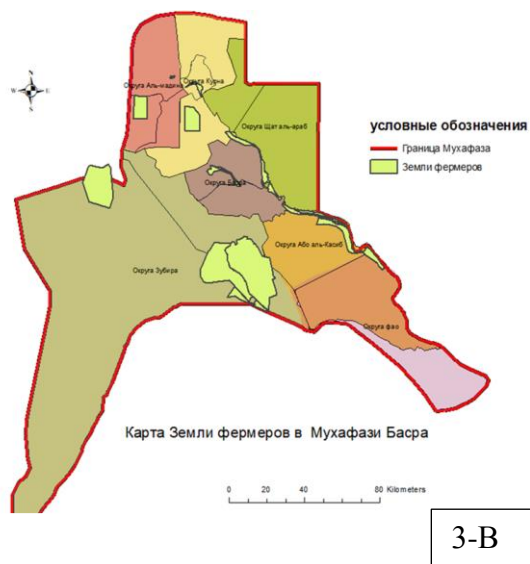 N
W E
S
Округа Аль-мадина
Округа Курна
Округа Шат аль-араб
условные обозначения
Граница Мухафаза
Земли фермеров
Округа Басра
Округа Або аль-Касиб
Округа Зубира
Округа фао
Карта Земли фермеров в Мухафази Басра
0 20 40 80 Kilometers
3-B